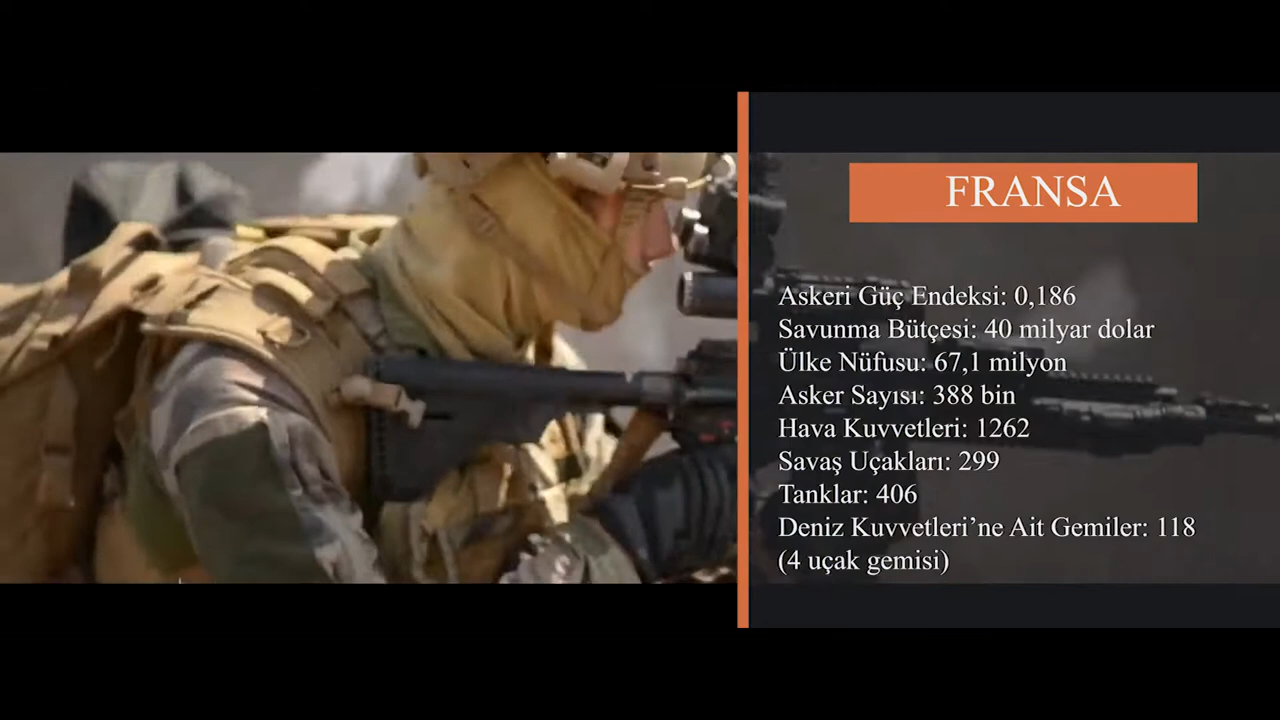 FRANSA
Askeri Güç Endeksi: 0,186
Savunma Bütçesi: 40 milyar dolar
Ülke Nüfusu: 67,1 milyon
Asker Sayısı: 388 bin
Hava Kuvvetleri: 1262
Savaş Uçakları: 299
Tanklar: 406
Deniz Kuvvetleri’ne Ait Gemiler: 118
(4 uçak gemisi)